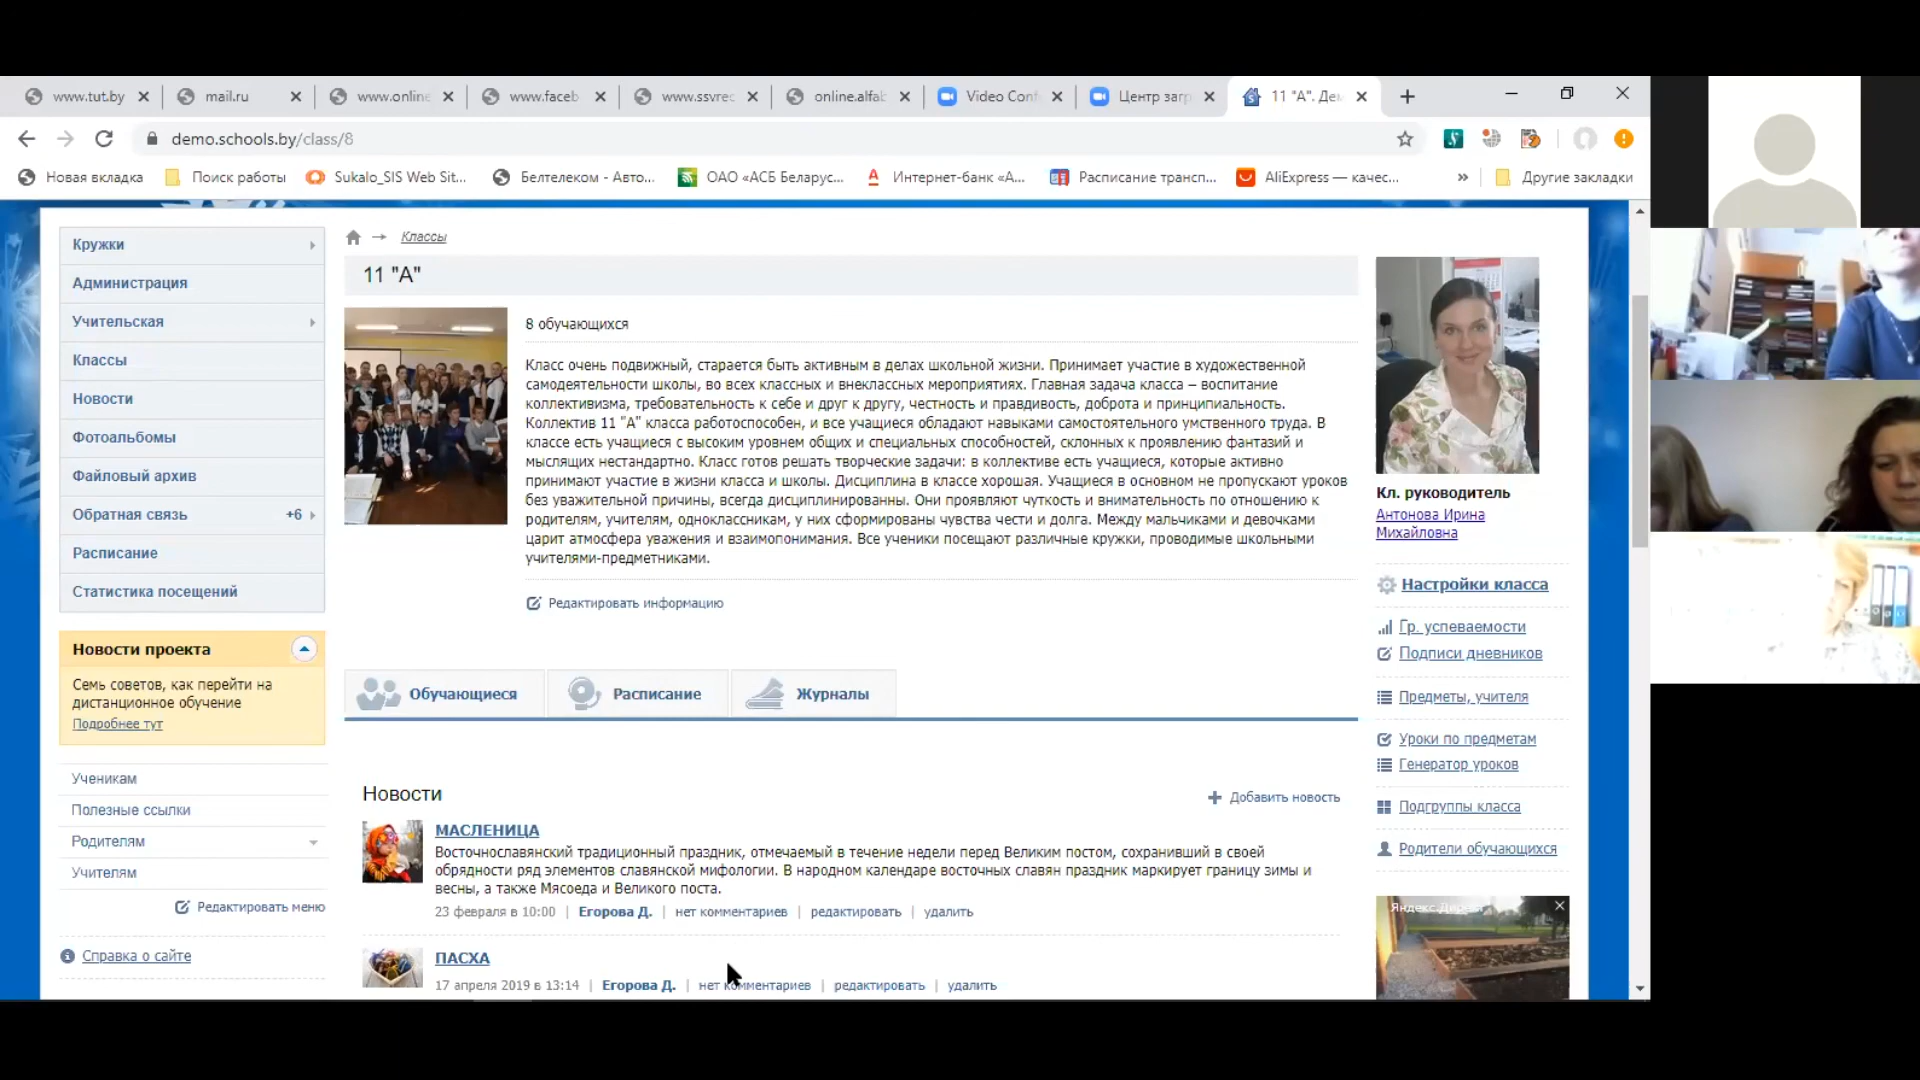 www.tut.by
mail.ru
www.online
www.faceb
www.ssvrec
online.alfab
Video Conf
Центр загр
11 "А". Де
demo.schools.by/class/8
Новая вкладка
Поиск работы
Sukalo_SIS Web Sit...
Белтелеком - Авто...
ОАО «АСБ Беларус...
Интернет-банк «А...
Расписание трансп...
AliExpress — качес...
»
Другие закладки
Кружки
Администрация
Учительская
Классы
Новости
Фотоальбомы
Файловый архив
Обратная связь +6
Расписание
Статистика посещений
Новости проекта
Семь советов, как перейти на
дистанционное обучение
Подробнее тут
Ученикам
Полезные ссылки
Родителям
Учителям
Редактировать меню
Справка о сайте
Классы
11 "А"
8 обучающихся
Класс очень подвижный, старается быть активным в делах школьной жизни. Принимает участие в художественной
самодеятельности школы, во всех классных и внеклассных мероприятиях. Главная задача класса – воспитание
коллективизма, требовательность к себе и друг к другу, честность и правдивость, доброта и принципиальность.
Коллектив 11 "А" класса работоспособен, и все учащиеся обладают навыками самостоятельного умственного труда. В
классе есть учащиеся с высоким уровнем общих и специальных способностей, склонных к проявлению фантазий и
мыслящих нестандартно. Класс готов решать творческие задачи: в коллективе есть учащиеся, которые активно
принимают участие в жизни класса и школы. Дисциплина в классе хорошая. Учащиеся в основном не пропускают уроков
без уважительной причины, всегда дисциплинированны. Они проявляют чуткость и внимательность по отношению к
родителям, учителям, одноклассникам, у них сформированы чувства чести и долга. Между мальчиками и девочками
царит атмосфера уважения и взаимопонимания. Все ученики посещают различные кружки, проводимые школьными
учителями-предметниками.
Редактировать информацию
Обучающиеся
Расписание
Журналы
Новости
Добавить новость
МАСЛЕНИЦА
Восточнославянский традиционный праздник, отмечаемый в течение недели перед Великим постом, сохранивший в своей
обрядности ряд элементов славянской мифологии. В народном календаре восточных славян праздник маркирует границу зимы и
весны, а также Мясоеда и Великого поста.
23 февраля в 10:00 | Егорова Д. | нет комментариев | редактировать | удалить
ПАСХА
17 апреля 2019 в 13:14 | Егорова Д. | нет комментариев | редактировать | удалить
Кл. руководитель
Антонова Ирина
Михайловна
Настройки класса
Гр. успеваемости
Подписи дневников
Предметы, учителя
Уроки по предметам
Генератор уроков
Подгруппы класса
Родители обучающихся
Яндекс.Директ